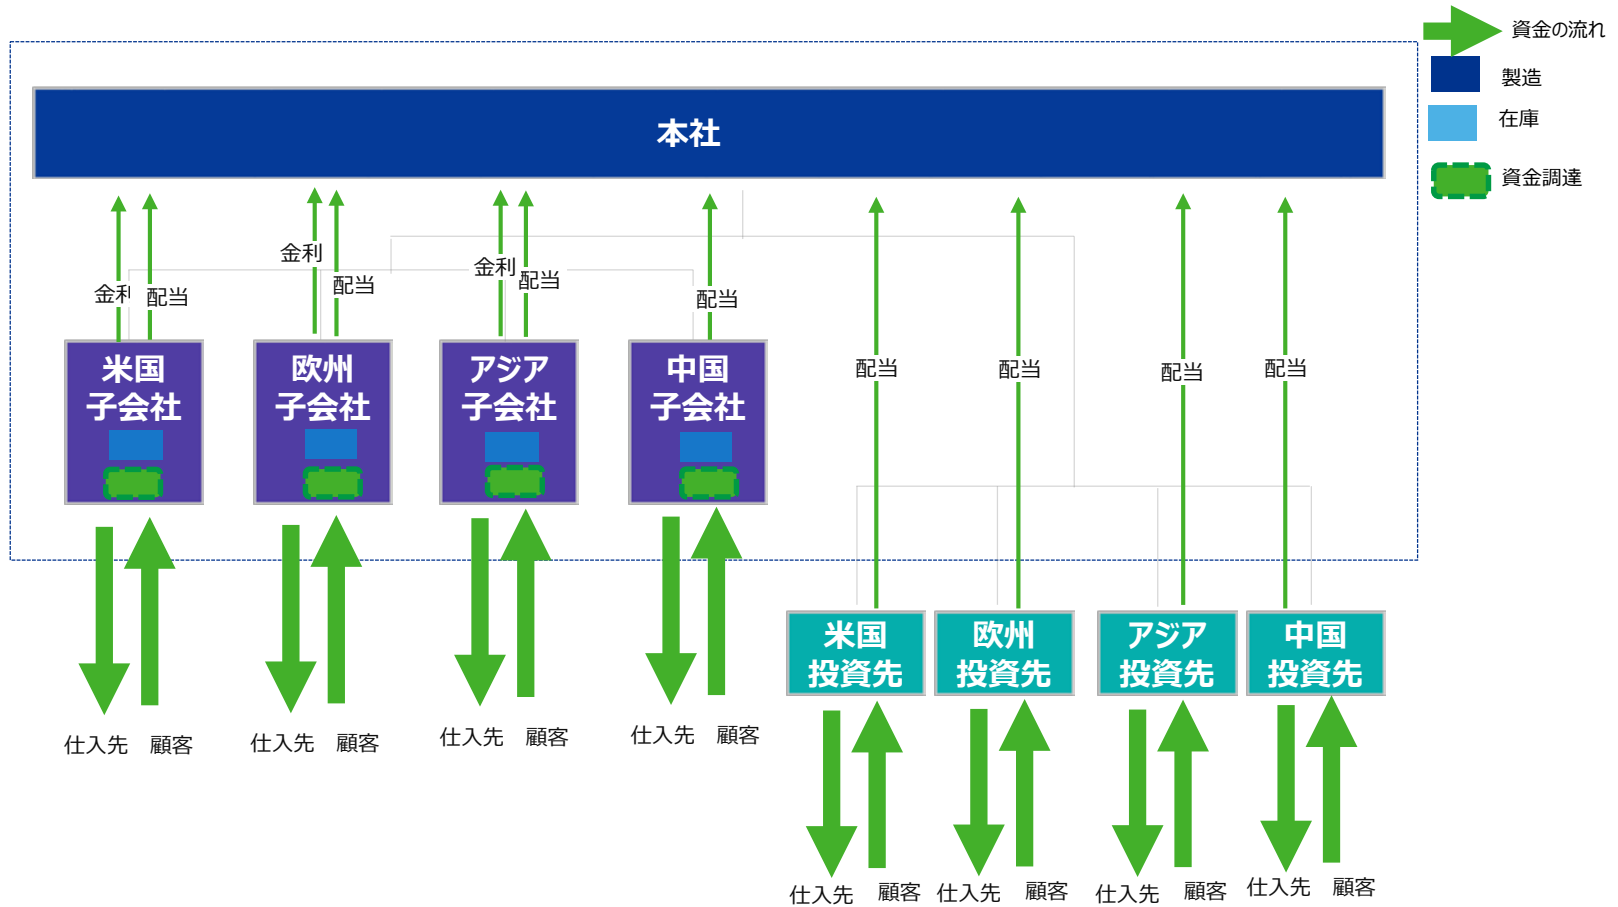 資金の流れ
製造
在庫
資金調達
本社
金利
配当
金利
配当
金利
配当
配当
配当
配当
配当
配当
米国
子会社
欧州
子会社
アジア
子会社
中国
子会社
米国
投資先
欧州
投資先
アジア
投資先
中国
投資先
仕入先 顧客
仕入先 顧客
仕入先 顧客
仕入先 顧客
仕入先 顧客
仕入先 顧客
仕入先 顧客
仕入先 顧客